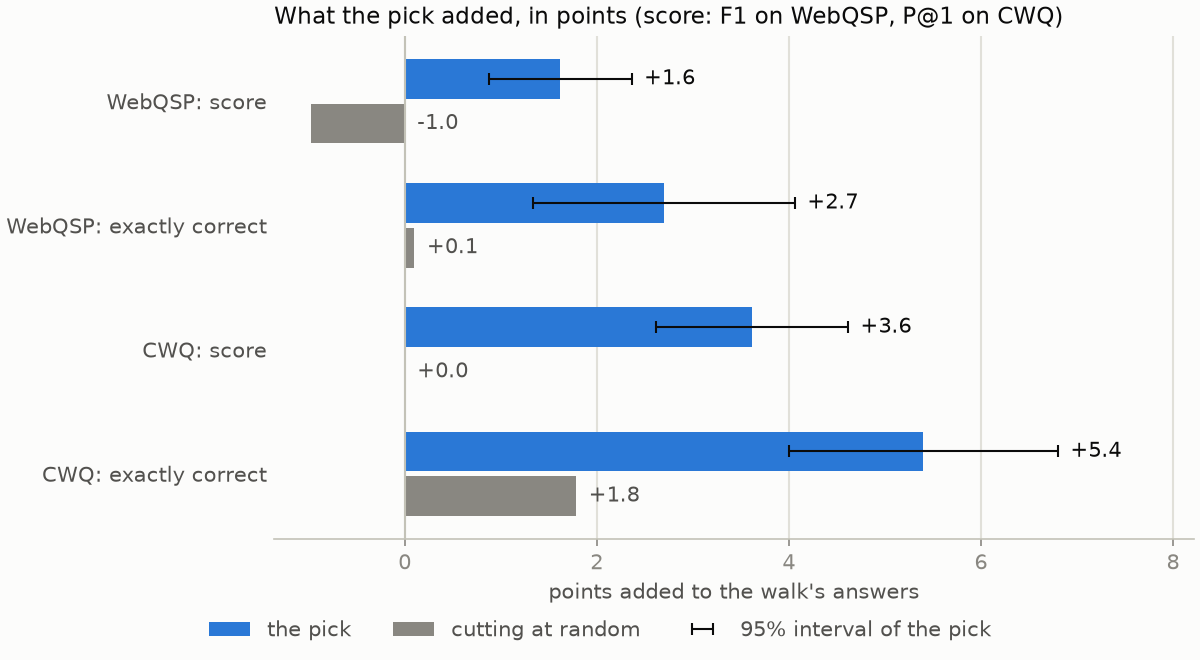 What the pick added, in points (score: F1 on WebQSP, P@1 on CWQ)
WebQSP: score
+1.6
-1.0
WebQSP: exactly correct
+2.7
+0.1
CWQ: score
+3.6
+0.0
CWQ: exactly correct
+5.4
+1.8
0 2 4 6 8
points added to the walk's answers
the pick cutting at random 95% interval of the pick